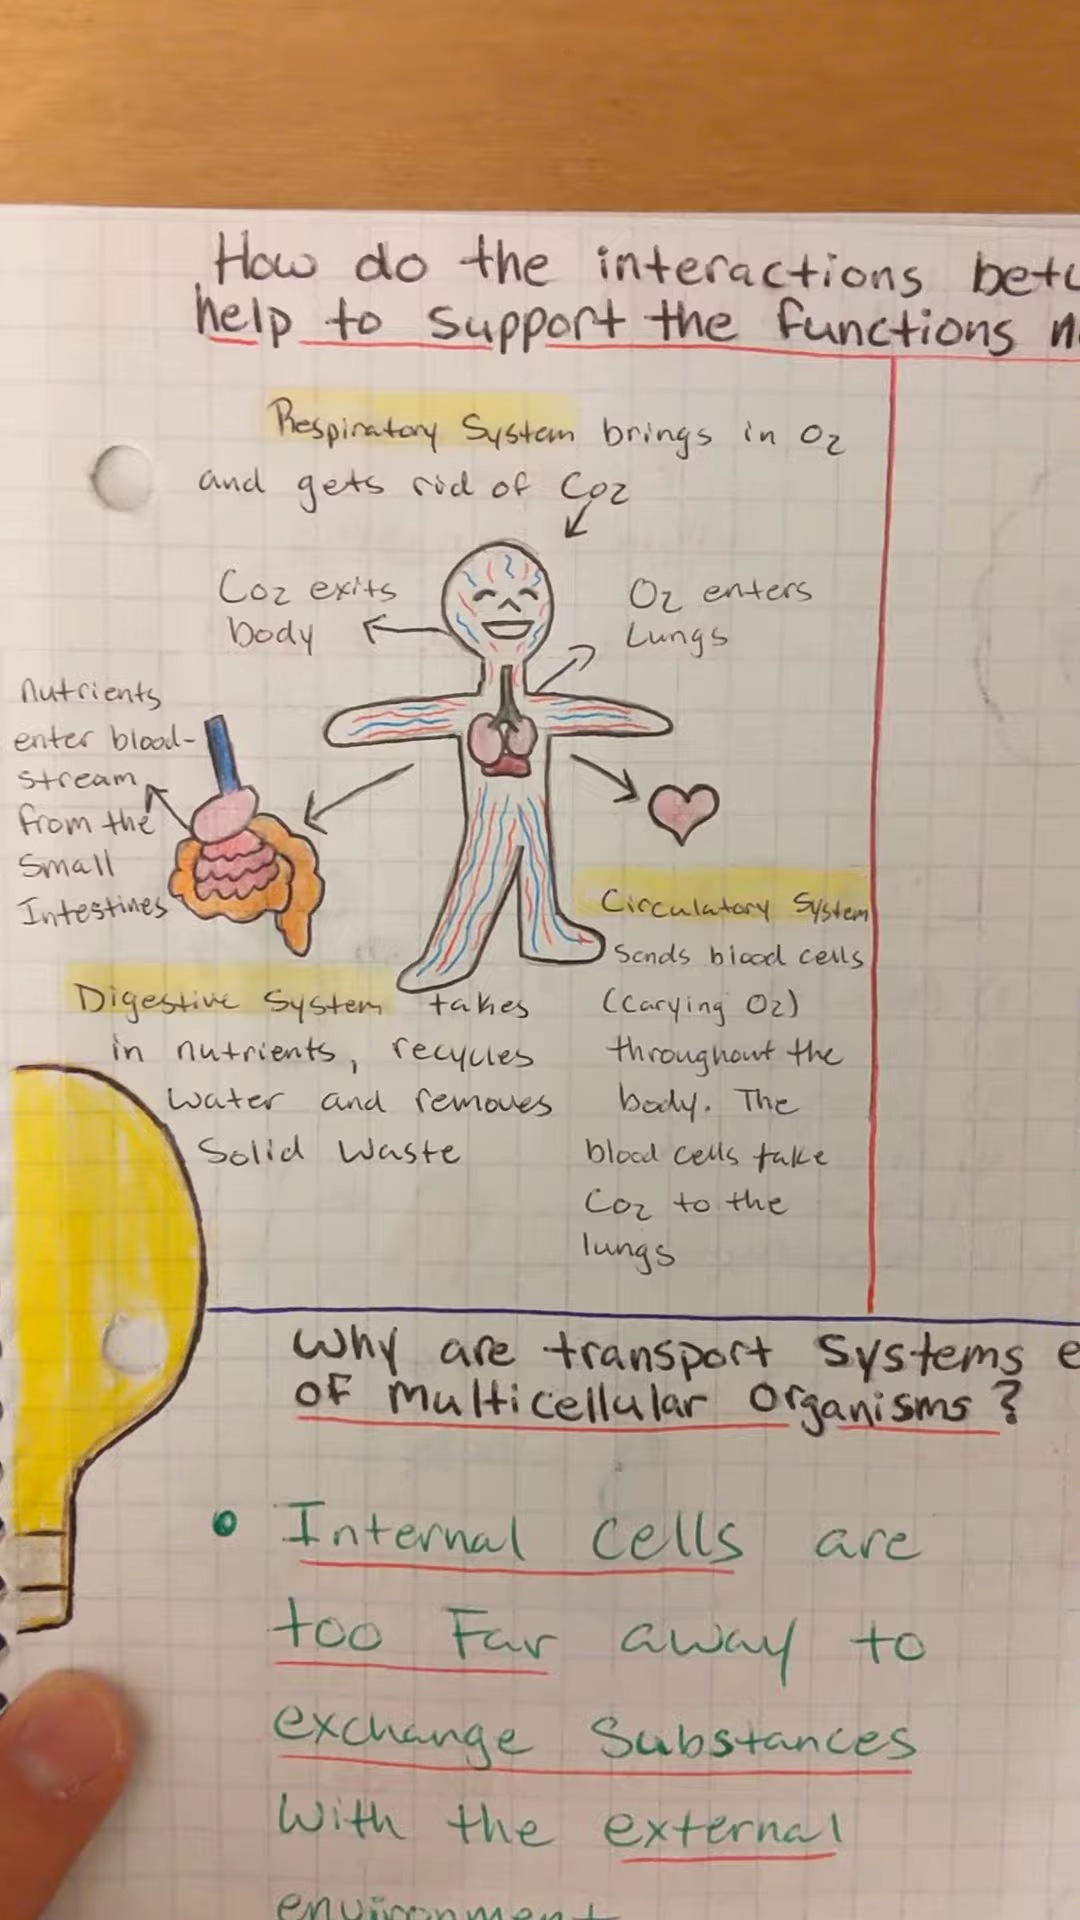 How do the interactions
help to support the functions
Respiratory System brings in O2
and gets rid of Co2
Co2 exits
body
O2 enters
Lungs
nutrients
enter blood-
stream
from the
Small
Intestines
Circulatory System
sends blood cells
(carying O2)
throughout the
body. The
blood cells take
Co2 to the
lungs
Digestive System takes
in nutrients, recycles
water and removes
Solid Waste
Why are transport Systems
of Multicellular Organisms?
• Internal Cells are
too Far away to
exchange Substances
With the external
environment